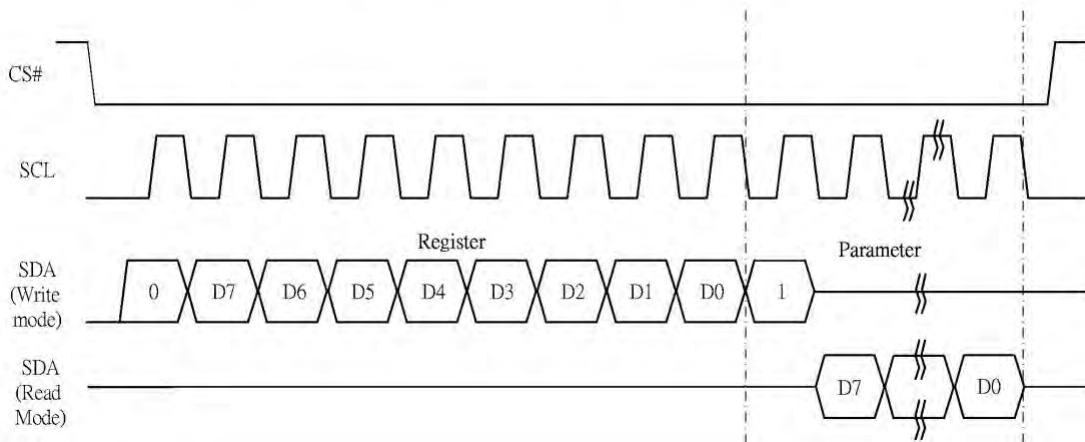 CS#
SCL
Register
Parameter
SDA
(Write
mode)
0 D7 D6 D5 D4 D3 D2 D1 D0 1
SDA
(Read
Mode)
D7 D0